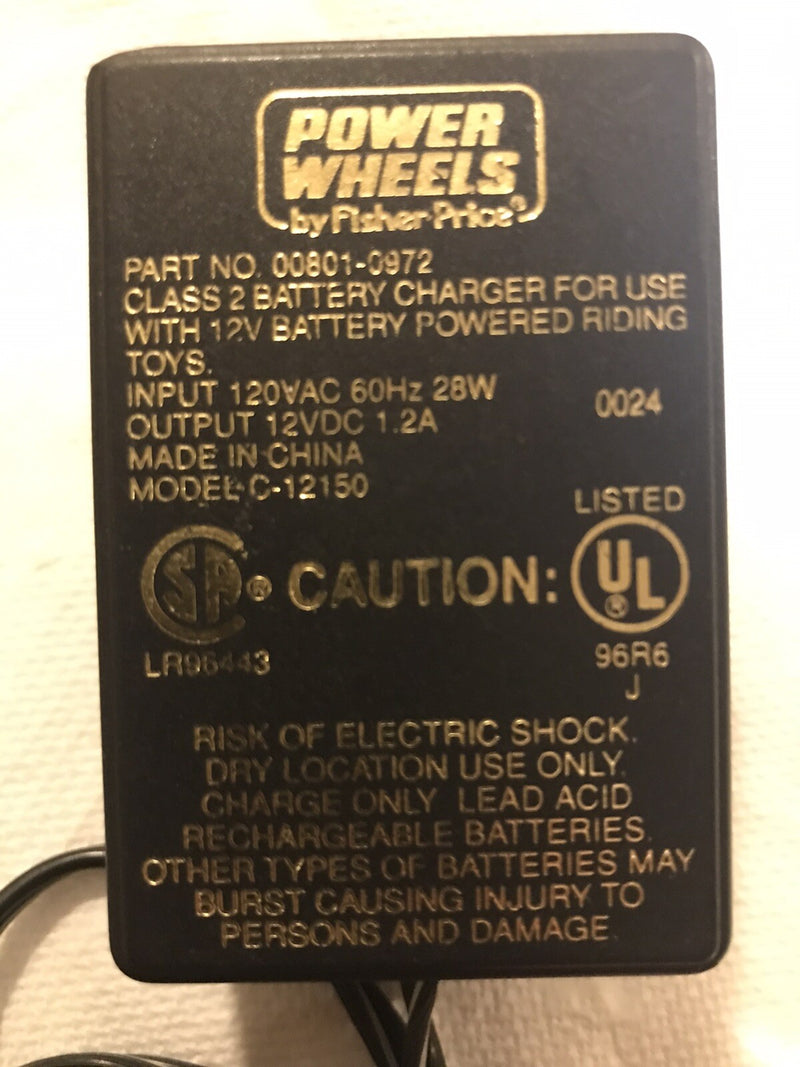 POWER
WHEELS
by Fisher-Price®
PART NO. 00801-0972
CLASS 2 BATTERY CHARGER FOR USE
WITH 12V BATTERY POWERED RIDING
TOYS.
INPUT 120VAC 60Hz 28W
0024
OUTPUT 12VDC 1.2A
MADE IN CHINA
MODEL C-12150
LISTED
SP® CAUTION: UL®
LR96443
96R6
J
RISK OF ELECTRIC SHOCK.
DRY LOCATION USE ONLY.
CHARGE ONLY LEAD ACID
RECHARGEABLE BATTERIES.
OTHER TYPES OF BATTERIES MAY
BURST CAUSING INJURY TO
PERSONS AND DAMAGE.